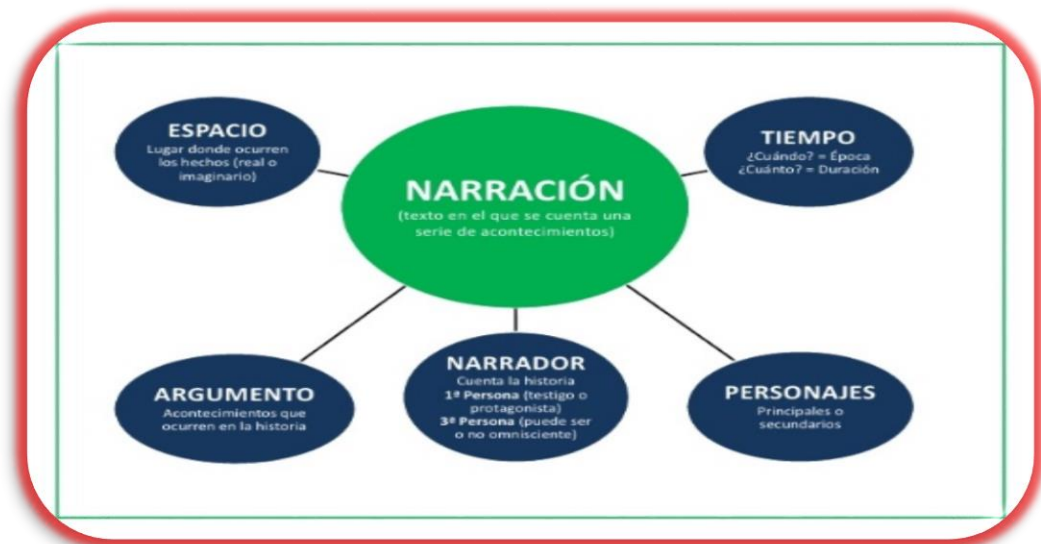 ESPACIO
Lugar donde ocurren
los hechos (real o
imaginario)
NARRACIÓN
(texto en el que se cuenta una
serie de acontecimientos)
TIEMPO
¿Cuándo? = Época
¿Cuánto? = Duración
ARGUMENTO
Acontecimientos que
ocurren en la historia
NARRADOR
Cuenta la historia
1ª Persona (testigo o
protagonista)
3ª Persona (puede ser
o no omnisciente)
PERSONAJES
Principales o
secundarios